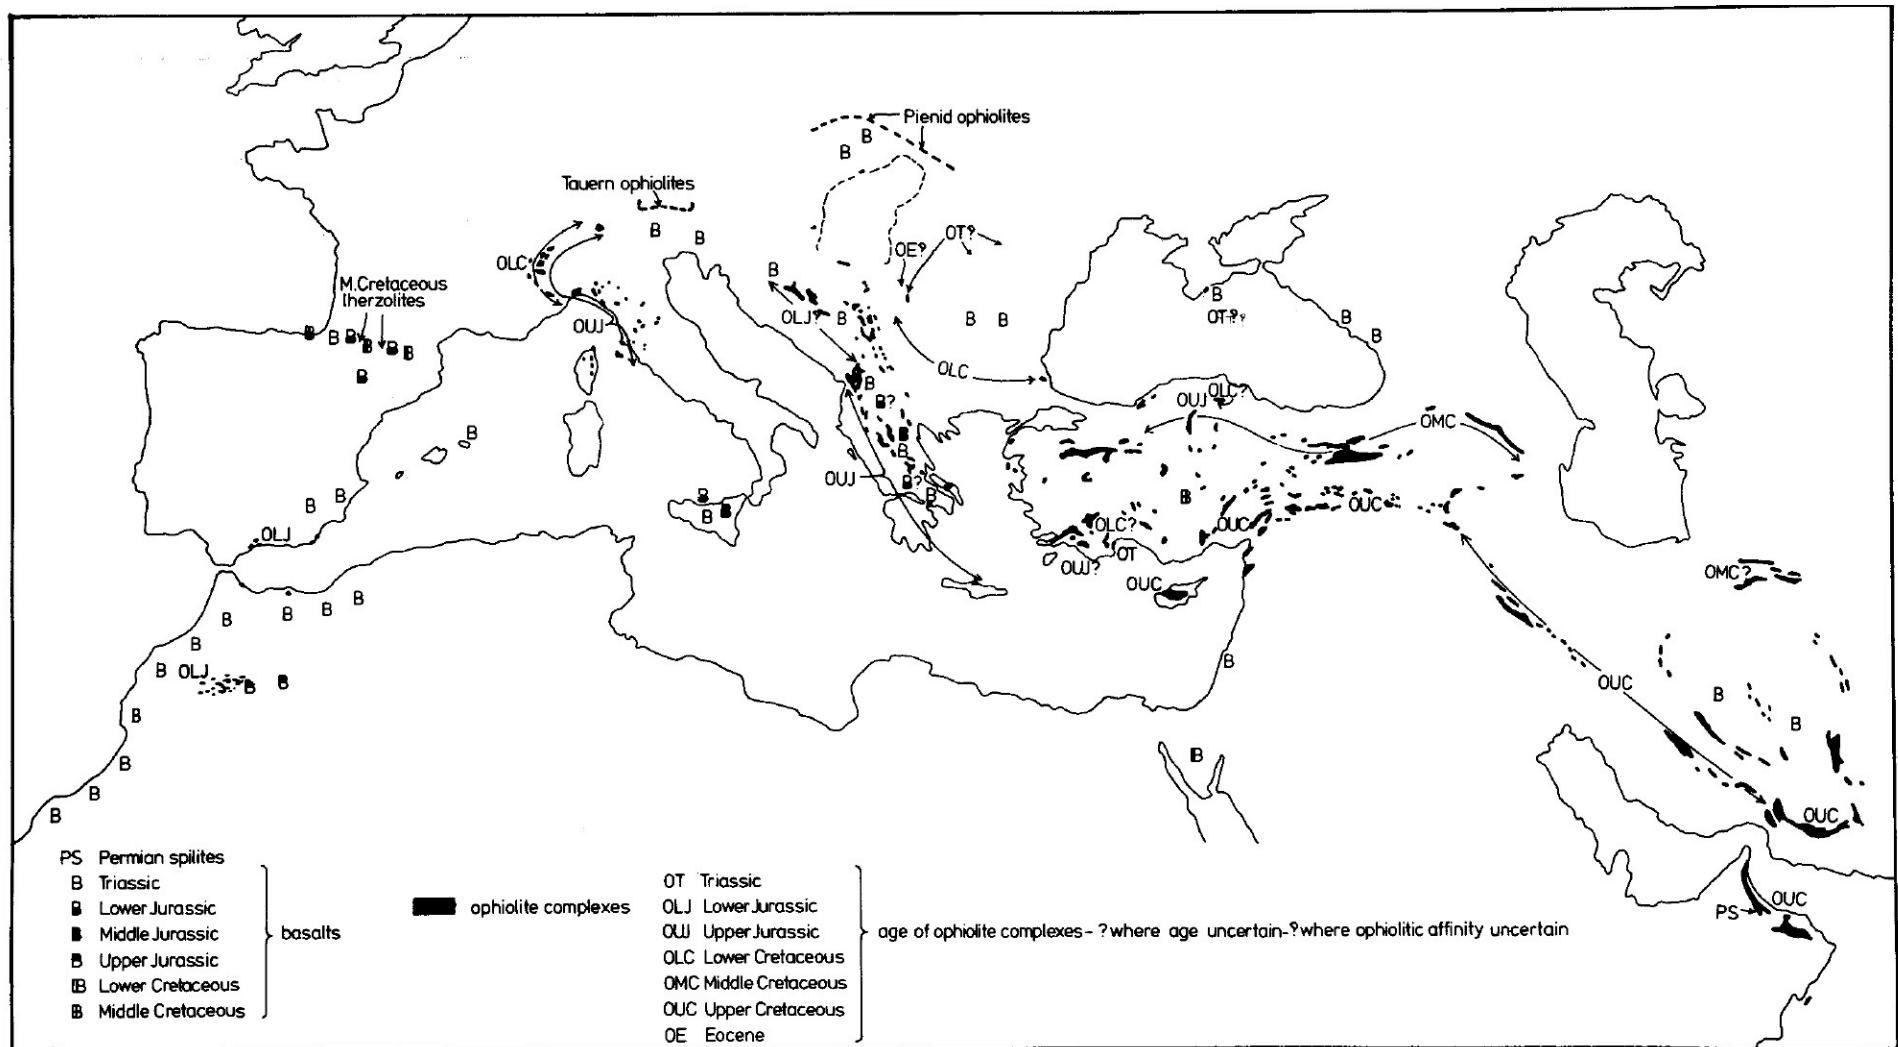 Pienid ophiolites
B
B
Tauern ophiolites
B
B
OT?
OE?
OLC
B
M.Cretaceous
lherzolites
B
OT??
OUJ
OLJ?
B
B
B
B
B
B
B
B
B
B
B
B
B
OLC
B
B?
OUJ
OLC?
OMC
B
B
B
B?
B
OUJ
B
B
B
B
B
B
OUC
OUC
OLC?
OLJ
OT
OUJ?
OUC
OMC?
B
B
B
B
B
B
OLJ
B
B
B
B
OUC
B
B
B
B
B
B
B
OUC
OUC
PS
PS Permian spilites
B Triassic
B Lower Jurassic
B Middle Jurassic
B Upper Jurassic
B Lower Cretaceous
B Middle Cretaceous
basalts
ophiolite complexes
OT Triassic
OLJ Lower Jurassic
OUJ Upper Jurassic
OLC Lower Cretaceous
OMC Middle Cretaceous
OUC Upper Cretaceous
OE Eocene
age of ophiolite complexes-?where age uncertain-?where ophiolitic affinity uncertain